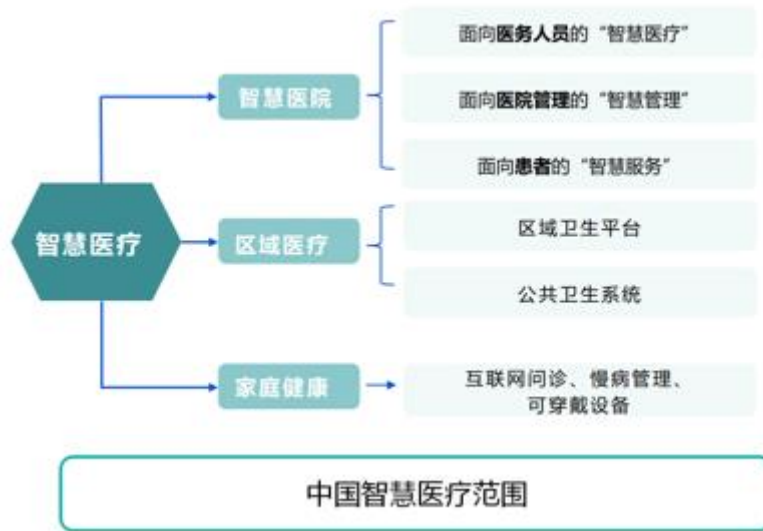 智慧医疗
智慧医院
面向医务人员的“智慧医疗”
面向医院管理的“智慧管理”
面向患者的“智慧服务”
区域医疗
区域卫生平台
公共卫生系统
家庭健康
互联网问诊、慢病管理、
可穿戴设备
中国智慧医疗范围